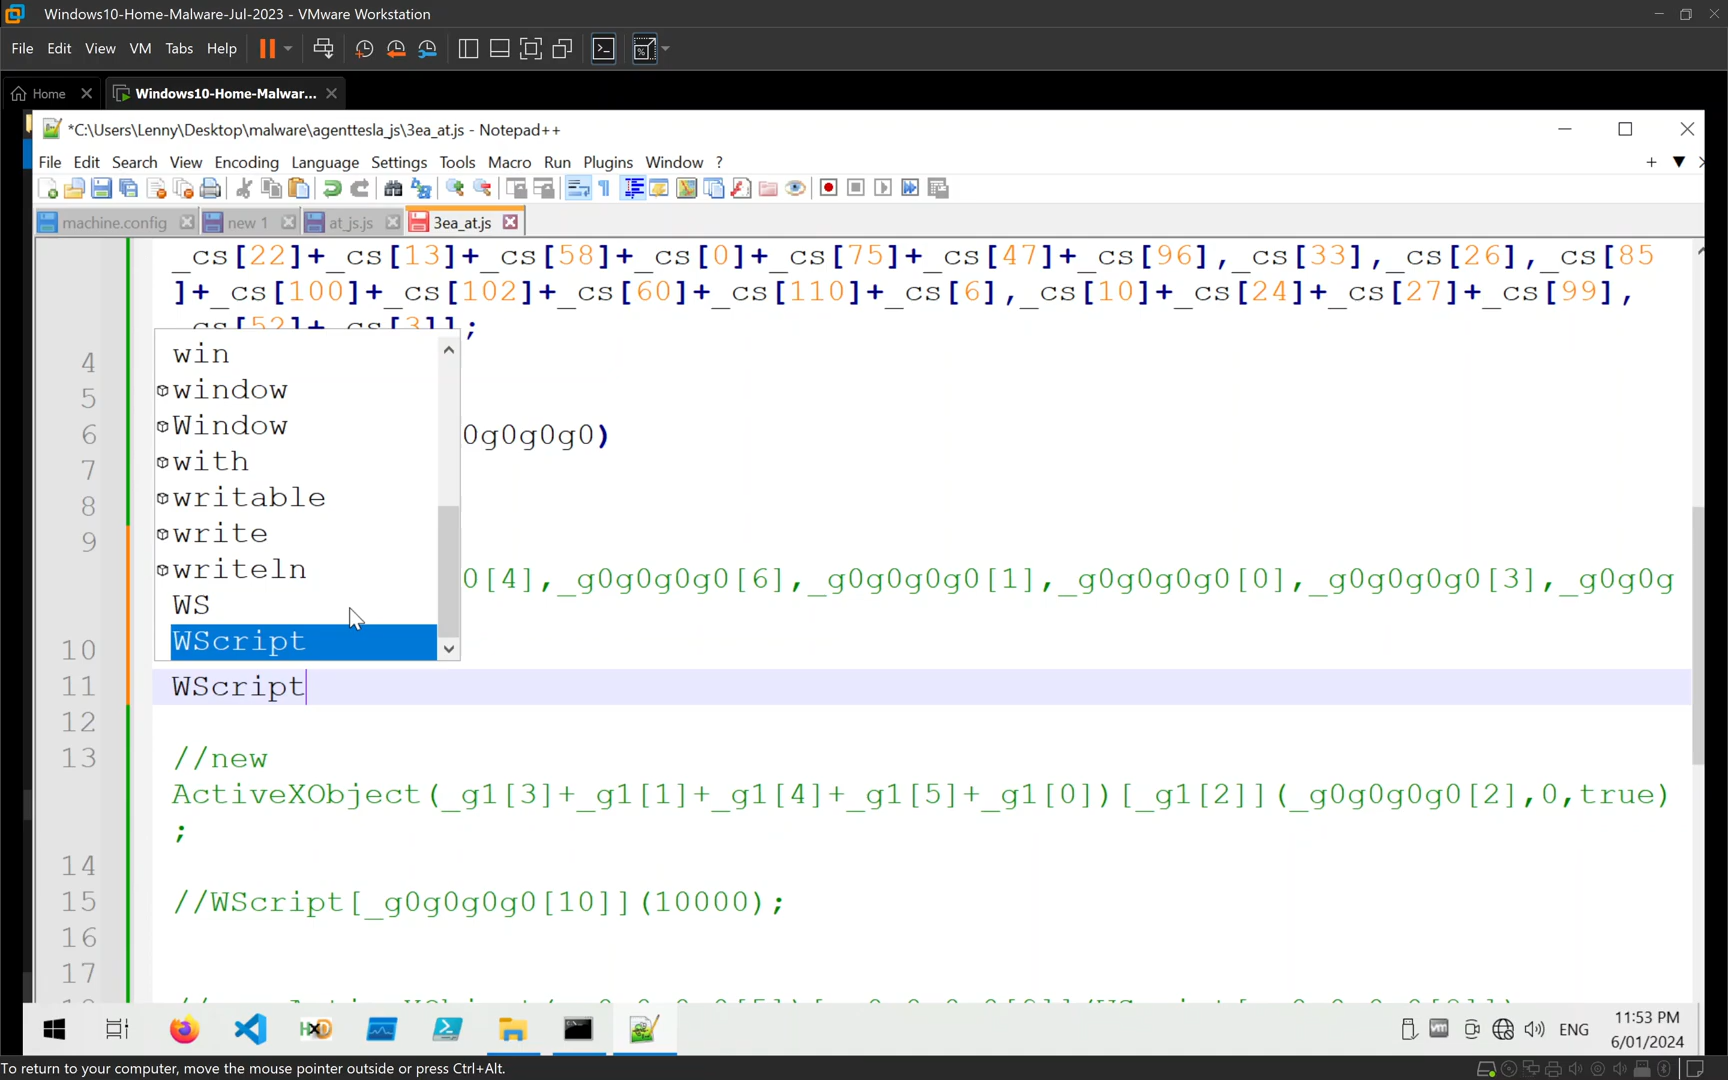 Windows10-Home-Malware-Jul-2023 - VMware Workstation
File Edit View VM Tabs Help
Home Windows10-Home-Malwar...
*C:\Users\Lenny\Desktop\malware\agenttesla_js\3ea_at.js - Notepad++
File Edit Search View Encoding Language Settings Tools Macro Run Plugins Window ?
machine.config new 1 at_js.js 3ea_at.js
_cs[22]+_cs[13]+_cs[58]+_cs[0]+_cs[75]+_cs[47]+_cs[96],_cs[33],_cs[26],_cs[85
]+_cs[100]+_cs[102]+_cs[60]+_cs[110]+_cs[6],_cs[10]+_cs[24]+_cs[27]+_cs[99],
_cs[52]+_cs[3]];
win
4
window
5
Window
6 0g0g0g0)
with
7
writable
8
write
9
writeln
0[4],_g0g0g0g0[6],_g0g0g0g0[1],_g0g0g0g0[0],_g0g0g0g0[3],_g0g0g
WS
WScript
10
11 WScript
12
13 //new
ActiveXObject(_g1[3]+_g1[1]+_g1[4]+_g1[5]+_g1[0])[_g1[2]](_g0g0g0g0[2],0,true)
;
14
15 //WScript[_g0g0g0g0[10]](10000);
16
17
ENG
11:53 PM
6/01/2024
To return to your computer, move the mouse pointer outside or press Ctrl+Alt.